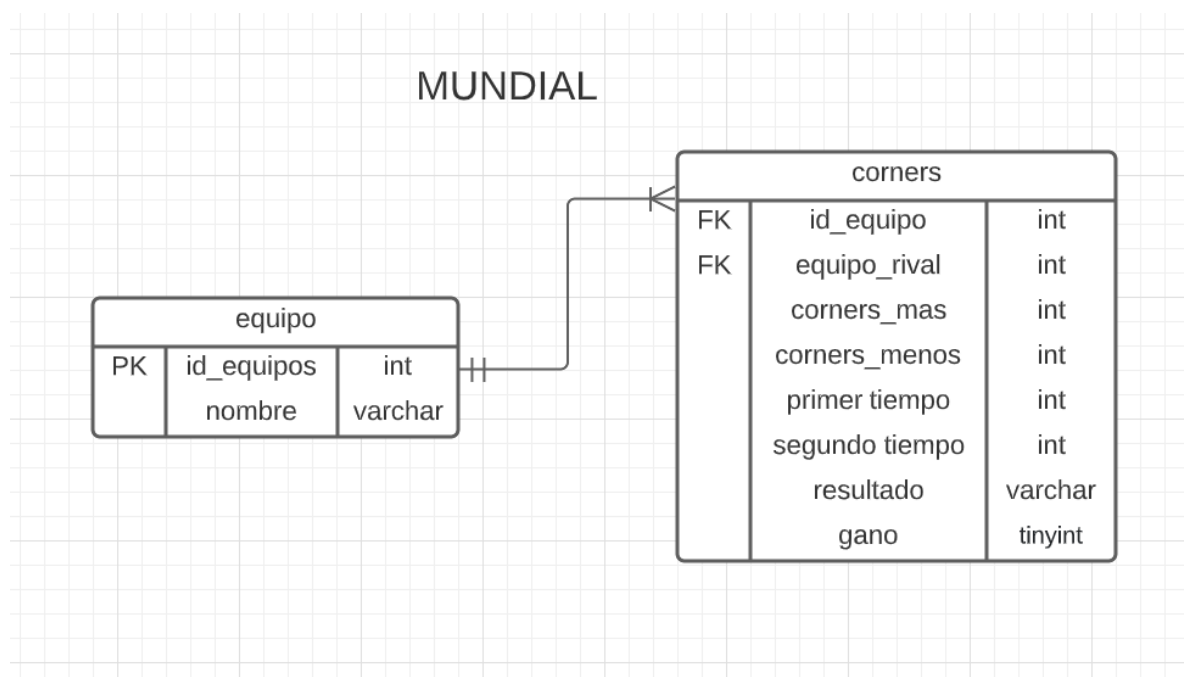 MUNDIAL
equipo
PK id_equipos int
nombre varchar
corners
FK id_equipo int
FK equipo_rival int
corners_mas int
corners_menos int
primer tiempo int
segundo tiempo int
resultado varchar
gano tinyint